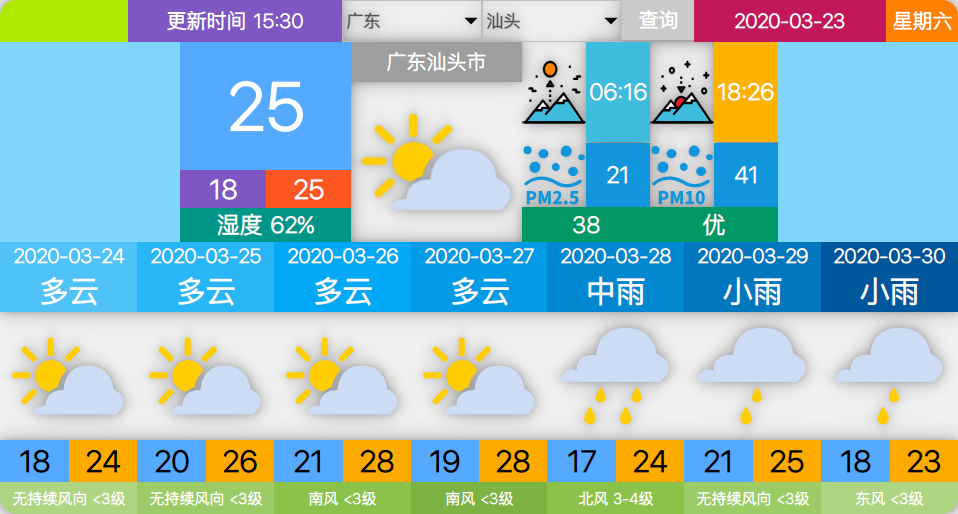 更新时间 15:30
广东
汕头
查询
2020-03-23
星期六
25
广东汕头市
06:16
18:26
18
25
PM2.5
21
PM10
41
湿度 62%
38
优
2020-03-24
2020-03-25
2020-03-26
2020-03-27
2020-03-28
2020-03-29
2020-03-30
多云
多云
多云
多云
中雨
小雨
小雨
18
24
20
26
21
28
19
28
17
24
21
25
18
23
无持续风向 <3级
无持续风向 <3级
南风 <3级
南风 <3级
北风 3-4级
无持续风向 <3级
东风 <3级